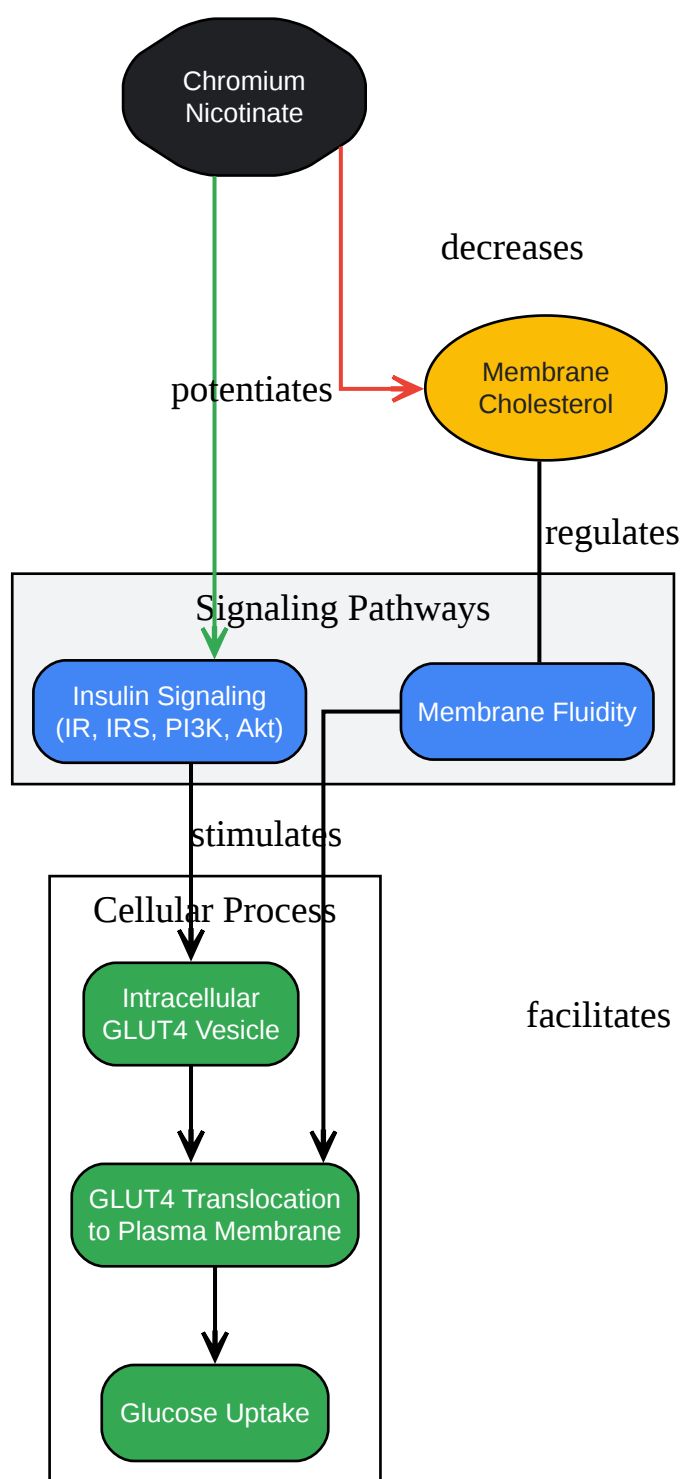 Chromium
Nicotinate
decreases
potentiates
Membrane
Cholesterol
regulates
Signaling Pathways
Insulin Signaling
(IR, IRS, PI3K, Akt)
Membrane Fluidity
stimulates
Cellular Process
Intracellular
GLUT4 Vesicle
facilitates
GLUT4 Translocation
to Plasma Membrane
Glucose Uptake